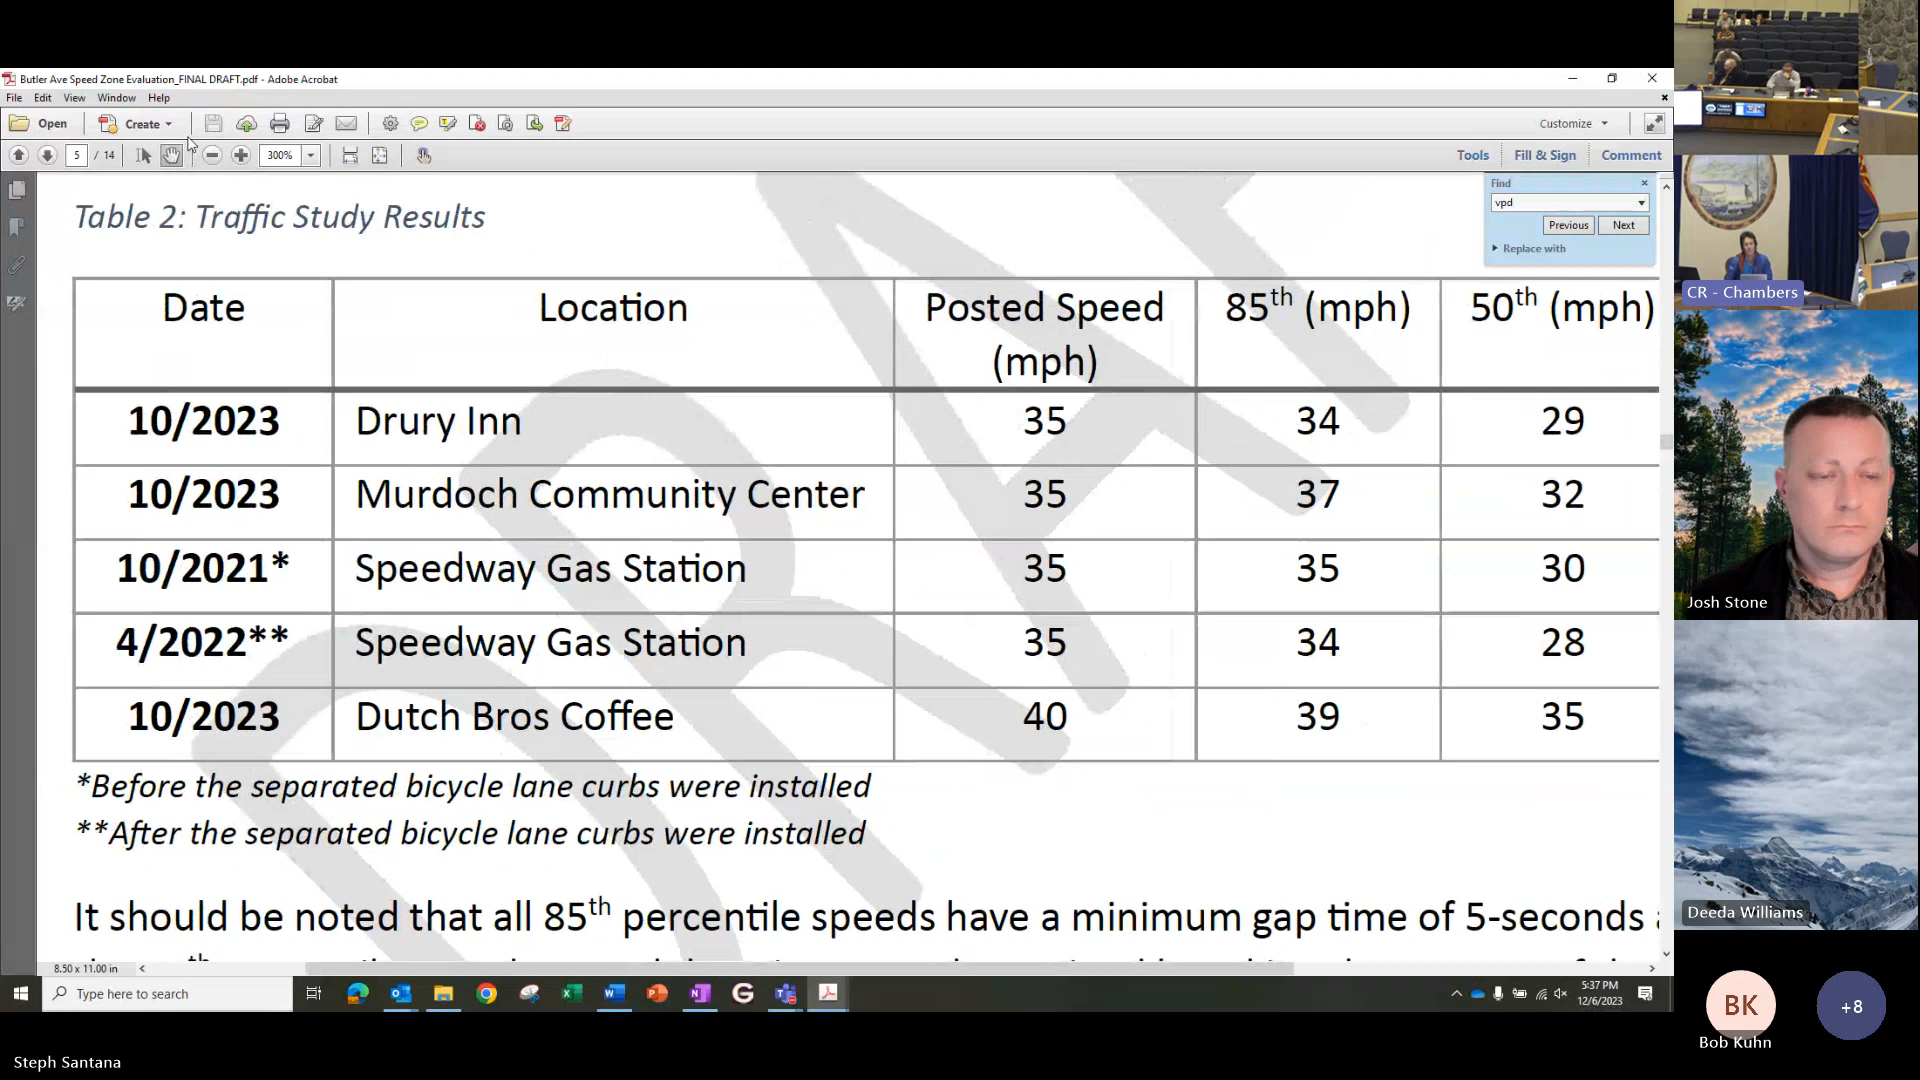 Butler Ave Speed Zone Evaluation_FINAL DRAFT.pdf - Adobe Acrobat
File Edit View Window Help
Open Create Customize
5 / 14 300% Tools Fill & Sign Comment
Find
vpd
Previous Next
Replace with
Table 2: Traffic Study Results
Date Location Posted Speed (mph) 85th (mph) 50th (mph)
10/2023 Drury Inn 35 34 29
10/2023 Murdoch Community Center 35 37 32
10/2021* Speedway Gas Station 35 35 30
4/2022** Speedway Gas Station 35 34 28
10/2023 Dutch Bros Coffee 40 39 35
*Before the separated bicycle lane curbs were installed
**After the separated bicycle lane curbs were installed
It should be noted that all 85th percentile speeds have a minimum gap time of 5-seconds
8.50 x 11.00 in
Type here to search
5:37 PM
12/6/2023
Steph Santana
CR - Chambers
Josh Stone
Deeda Williams
BK
Bob Kuhn
+8
DRAF